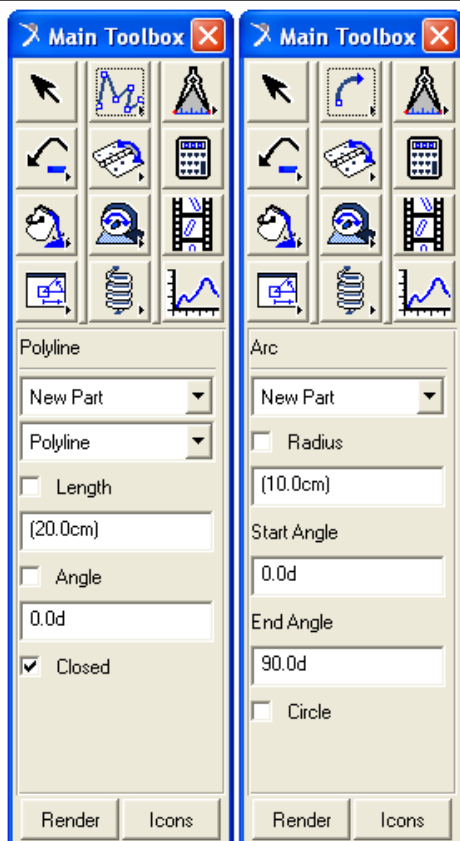 Main Toolbox
Polyline
New Part
Polyline
Length
(20.0cm)
Angle
0.0d
Closed
Render Icons
Main Toolbox
Arc
New Part
Radius
(10.0cm)
Start Angle
0.0d
End Angle
90.0d
Circle
Render Icons